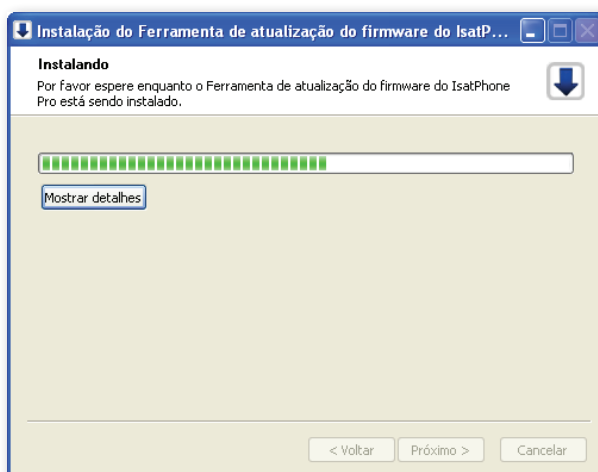 Instalação do Ferramenta de atualização do firmware do IsatP...
Instalando
Por favor espere enquanto o Ferramenta de atualização do firmware do IsatPhone
Pro está sendo instalado.
Mostrar detalhes
< Voltar Próximo > Cancelar